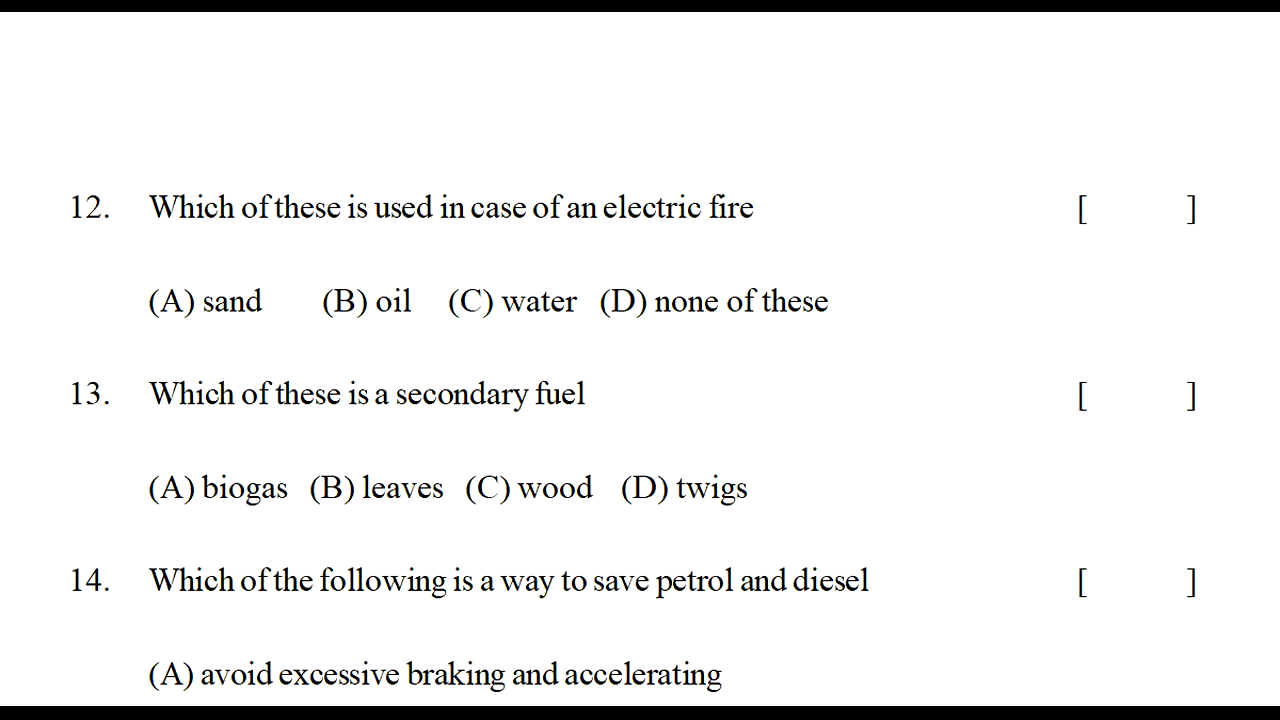 12. Which of these is used in case of an electric fire [ ]
(A) sand (B) oil (C) water (D) none of these
13. Which of these is a secondary fuel [ ]
(A) biogas (B) leaves (C) wood (D) twigs
14. Which of the following is a way to save petrol and diesel [ ]
(A) avoid excessive braking and accelerating